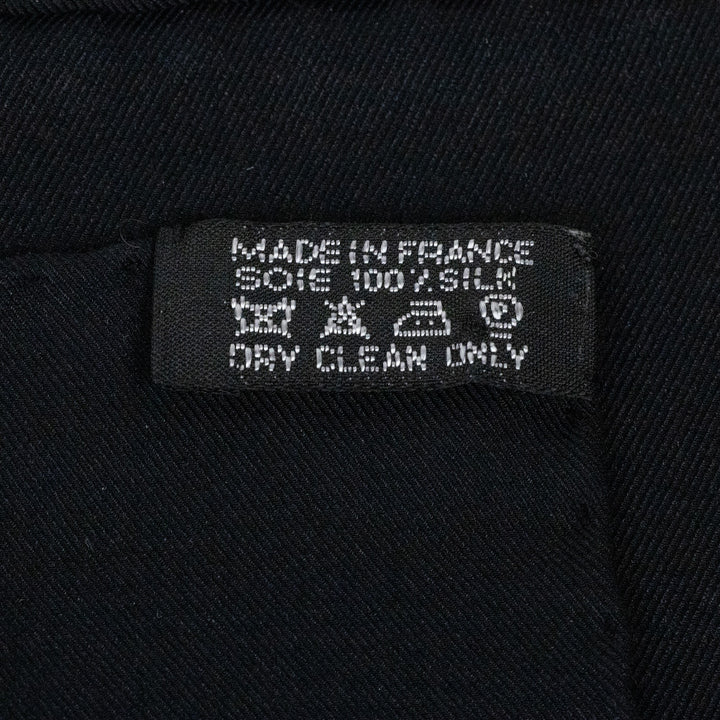 MADE IN FRANCE
SOIE 100% SILK
DRY CLEAN ONLY